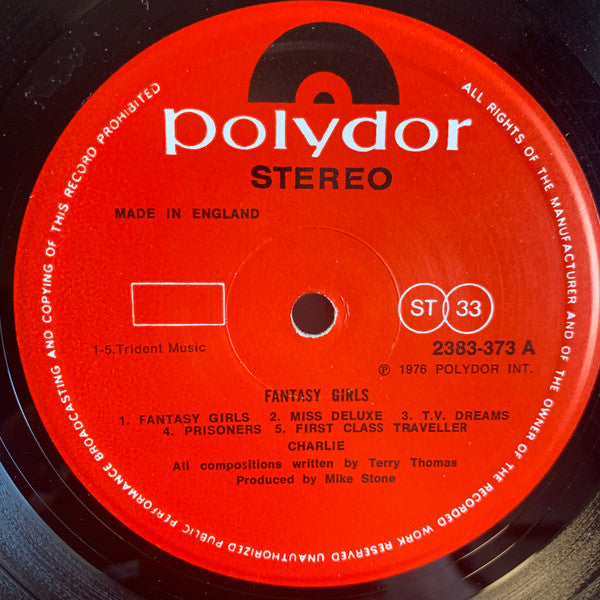 polydor
STEREO
MADE IN ENGLAND
ST 33
1-5.Trident Music
2383-373 A
Ⓟ 1976 POLYDOR INT.
FANTASY GIRLS
1. FANTASY GIRLS 2. MISS DELUXE 3. T.V. DREAMS
4. PRISONERS 5. FIRST CLASS TRAVELLER
CHARLIE
All compositions written by Terry Thomas
Produced by Mike Stone
ALL RIGHTS OF THE MANUFACTURER AND OF THE OWNER OF THE RECORDED WORK RESERVED UNAUTHORIZED PUBLIC PERFORMANCE BROADCASTING AND COPYING OF THIS RECORD PROHIBITED